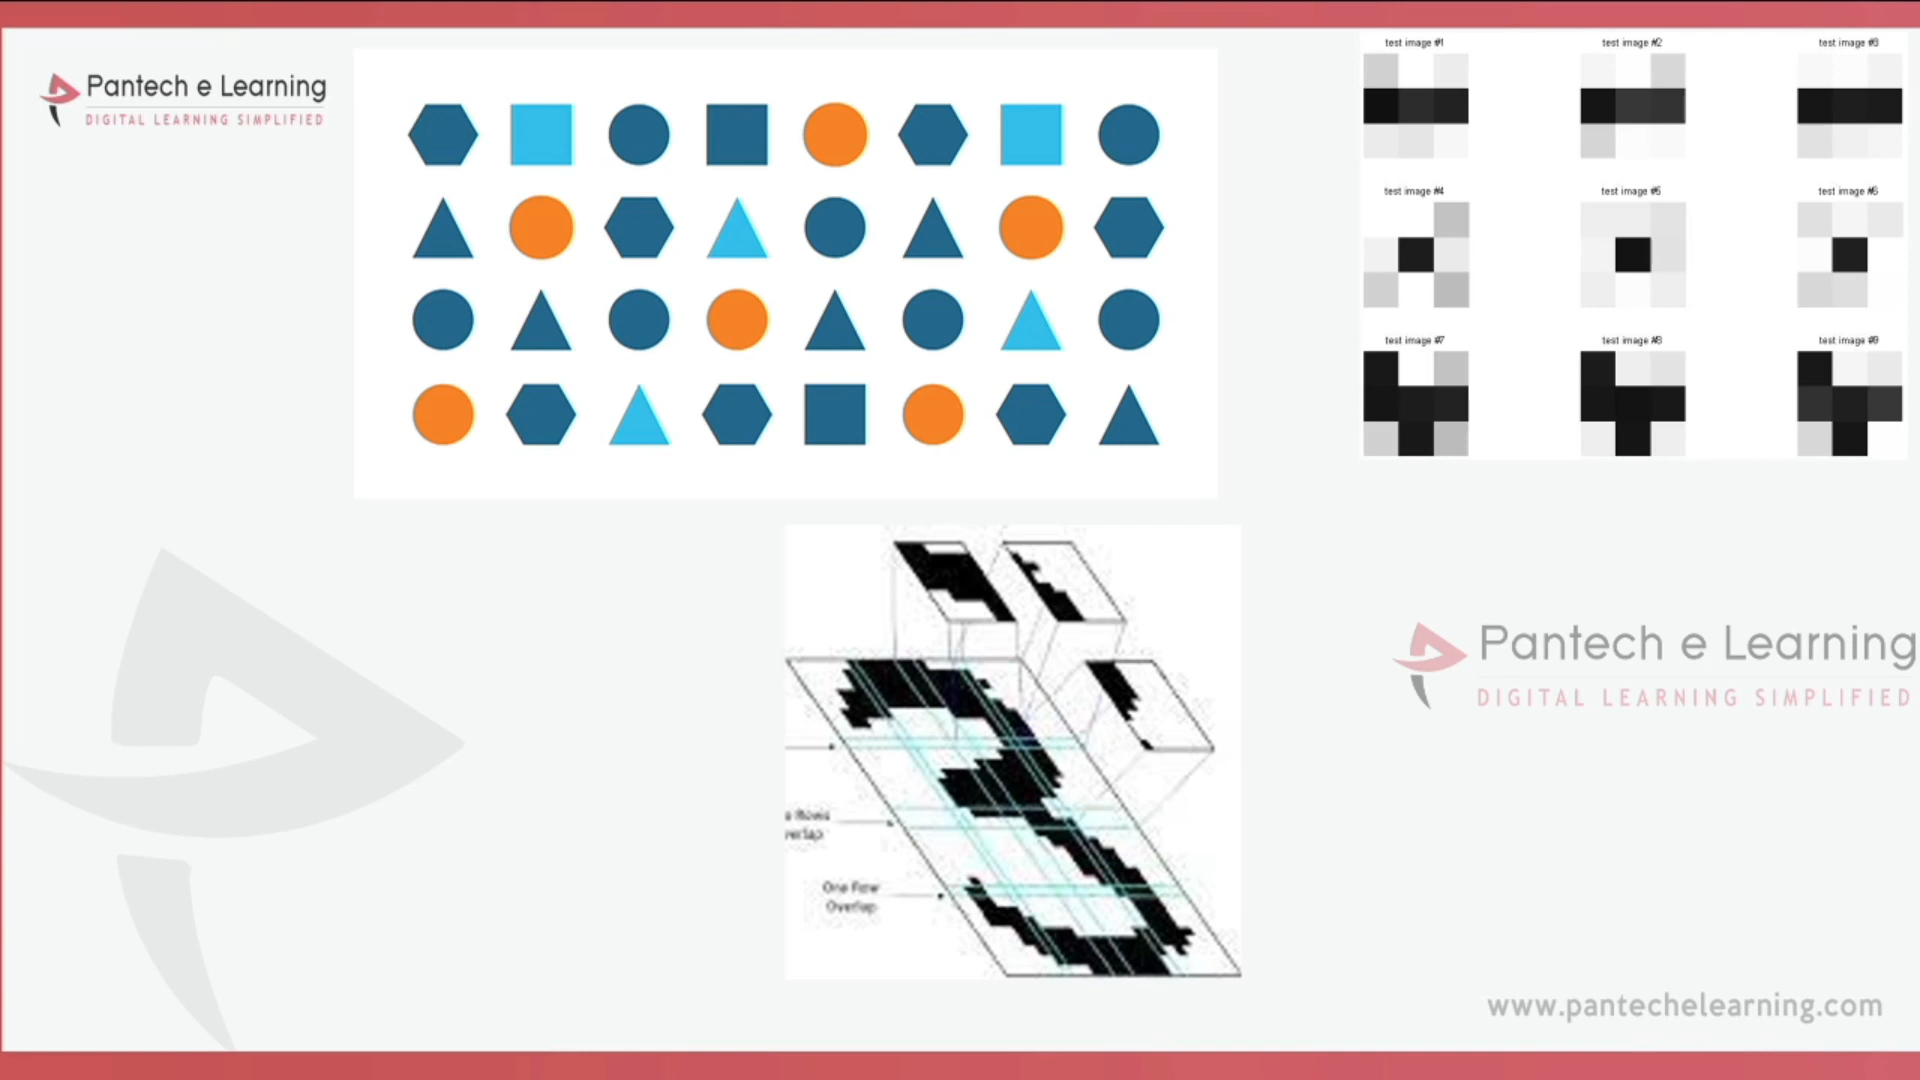 Pantech e Learning
DIGITAL LEARNING SIMPLIFIED
test image #1
test image #2
test image #3
test image #4
test image #5
test image #6
test image #7
test image #8
test image #9
One Row
Overlap
Pantech e Learning
DIGITAL LEARNING SIMPLIFIED
www.pantechelearning.com